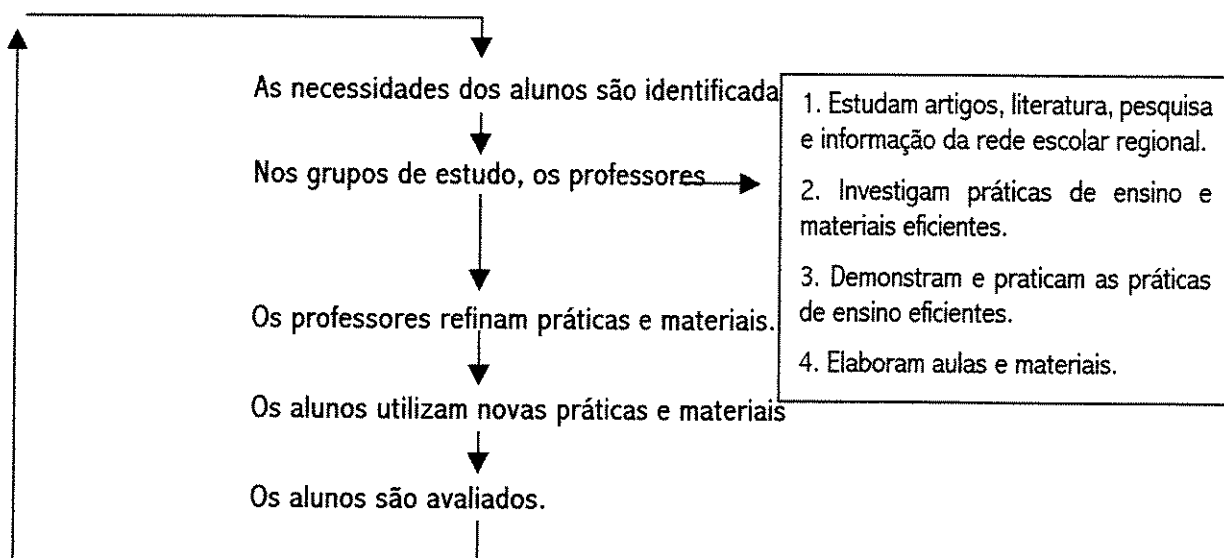 As necessidades dos alunos são identificada
Nos grupos de estudo, os professores
Os professores refinam práticas e materiais.
Os alunos utilizam novas práticas e materiais
Os alunos são avaliados.
1. Estudam artigos, literatura, pesquisa
e informação da rede escolar regional.
2. Investigam práticas de ensino e
materiais eficientes.
3. Demonstram e praticam as práticas
de ensino eficientes.
4. Elaboram aulas e materiais.